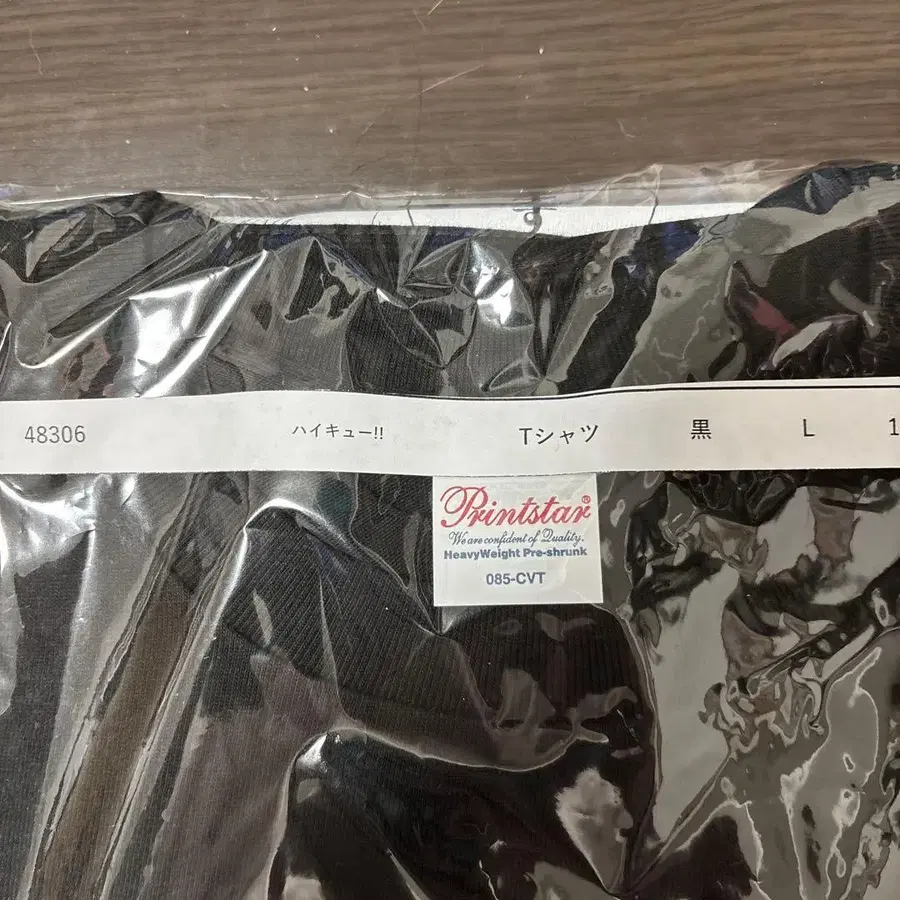 48306 ハイキュー!! Tシャツ 黒 L 1
Printstar®
We are confident of Quality.
HeavyWeight Pre-shrunk
085-CVT